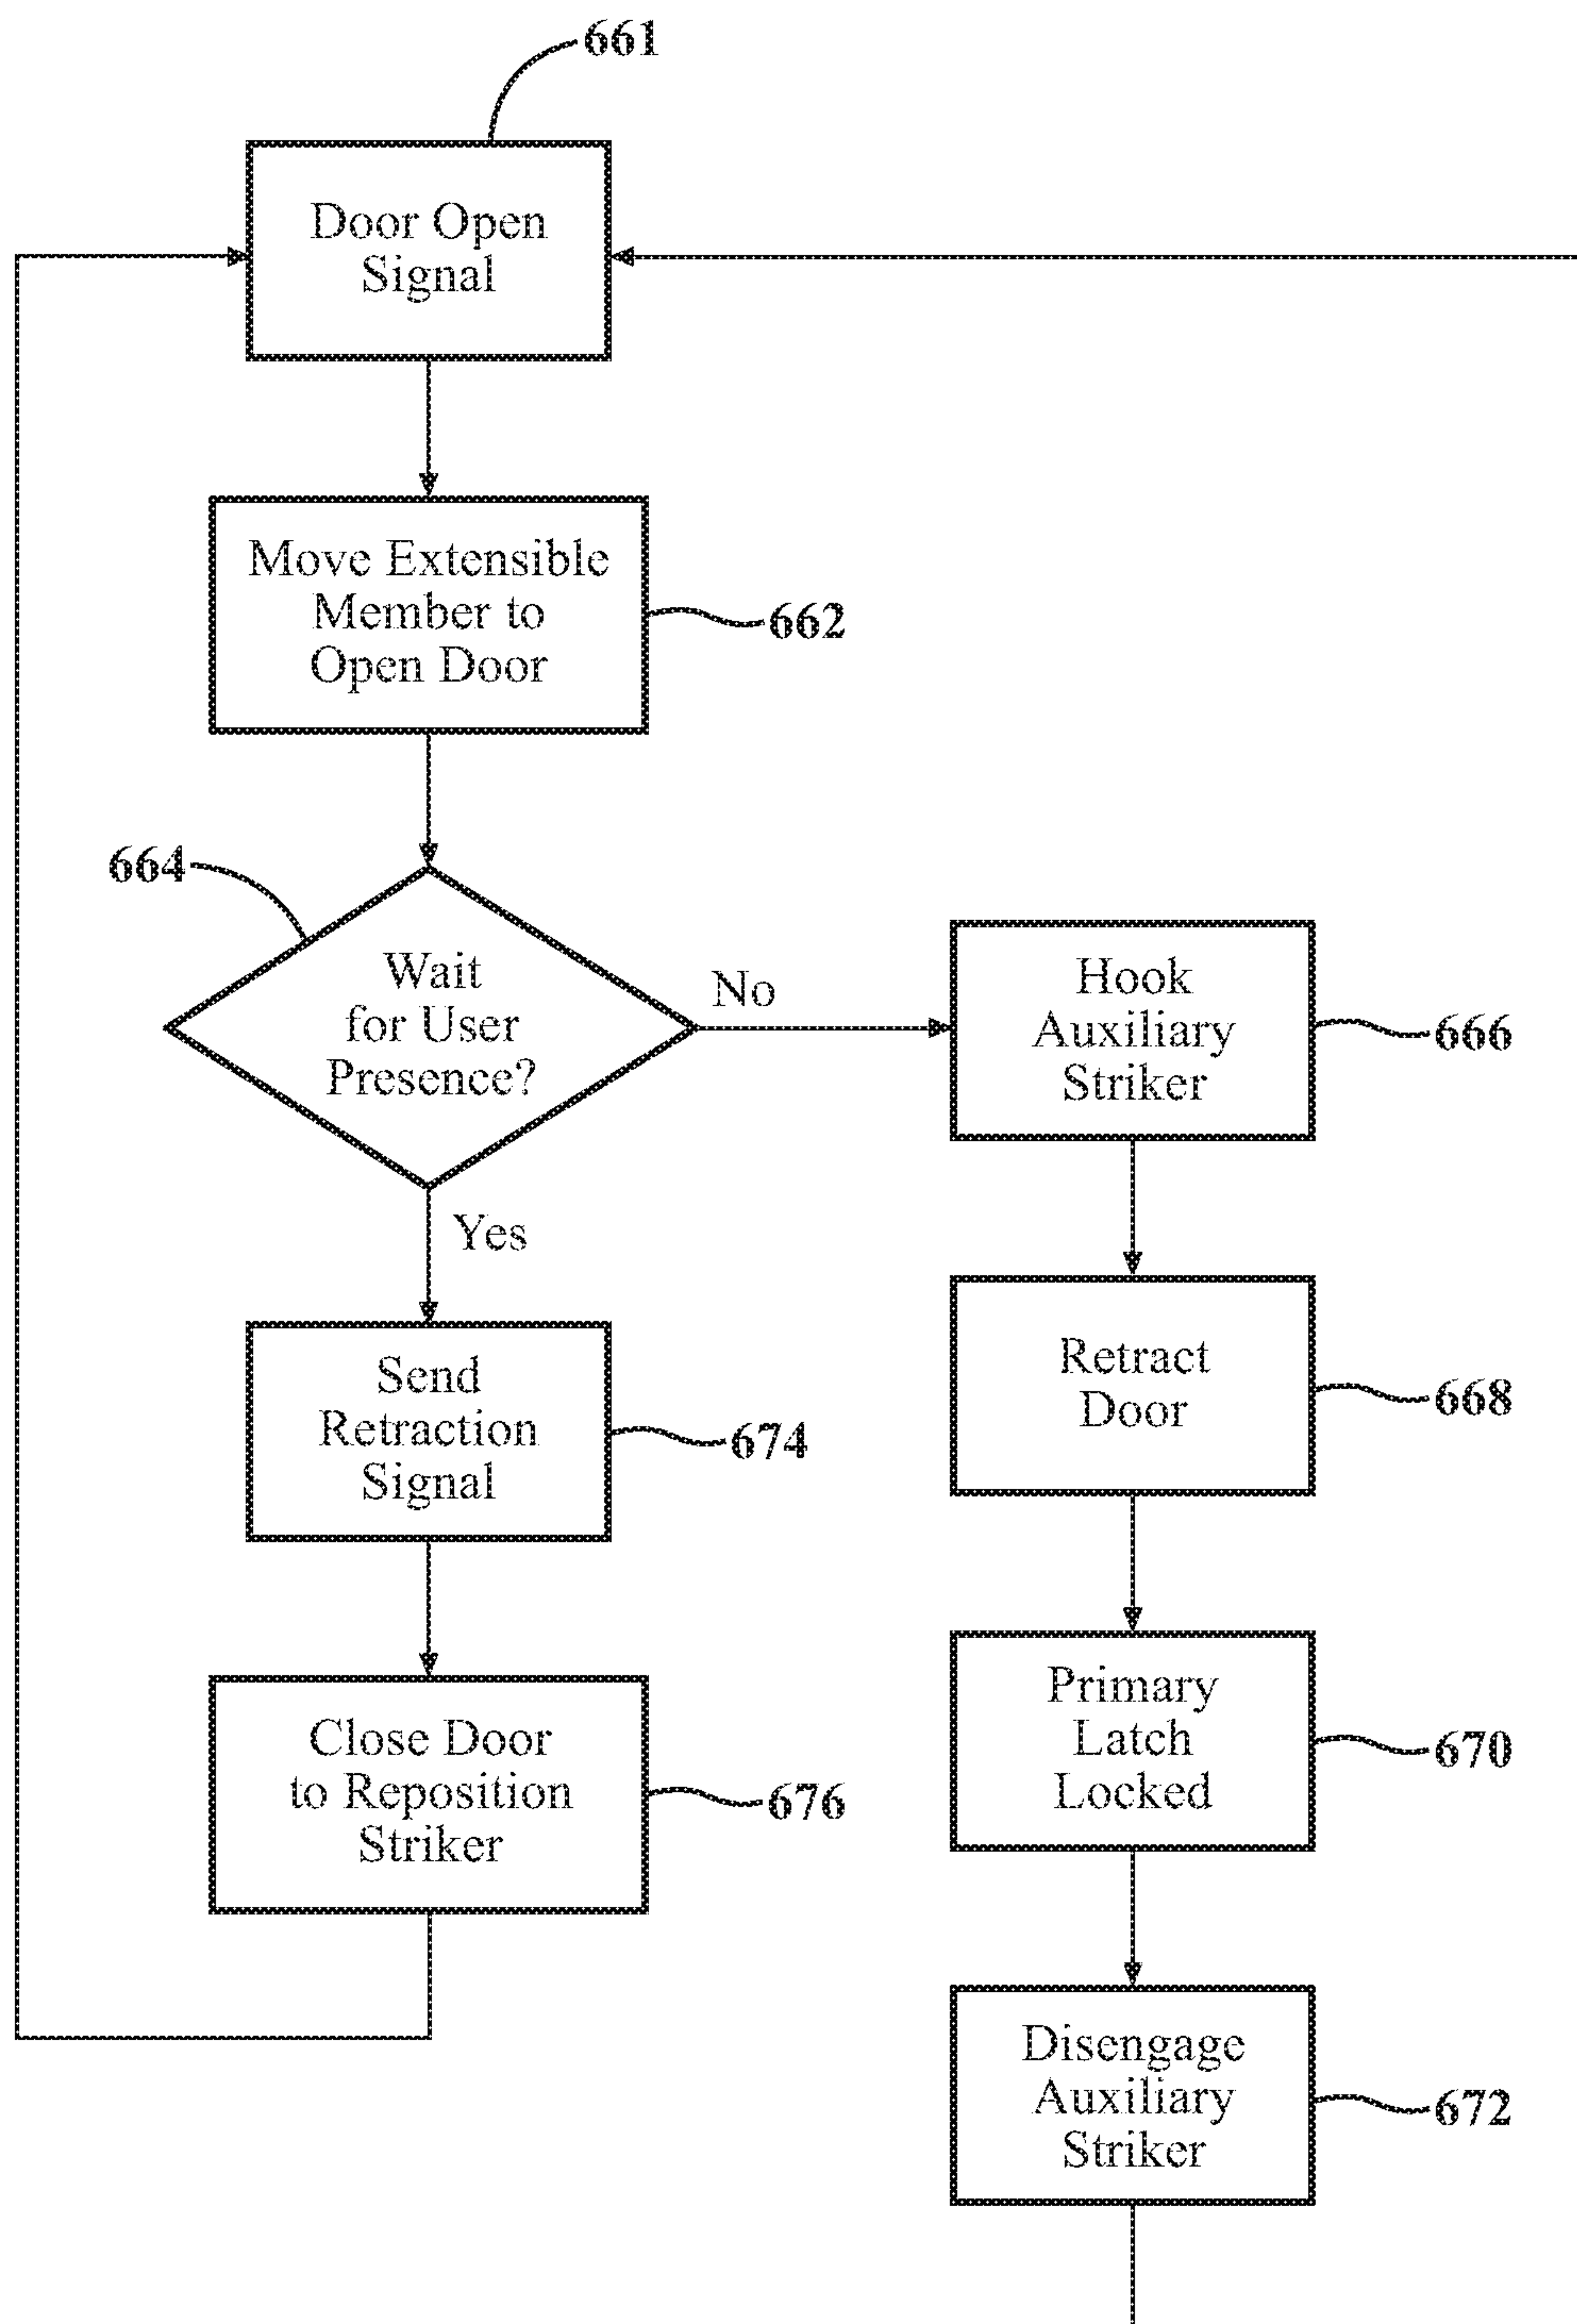 661
Door Open
Signal
Move Extensible
Member to
Open Door
662
664
Wait
for User
Presence?
No
Yes
Hook
Auxiliary
Striker
666
Send
Retraction
Signal
674
Retract
Door
668
Close Door
to Reposition
Striker
676
Primary
Latch
Locked
670
Disengage
Auxiliary
Striker
672